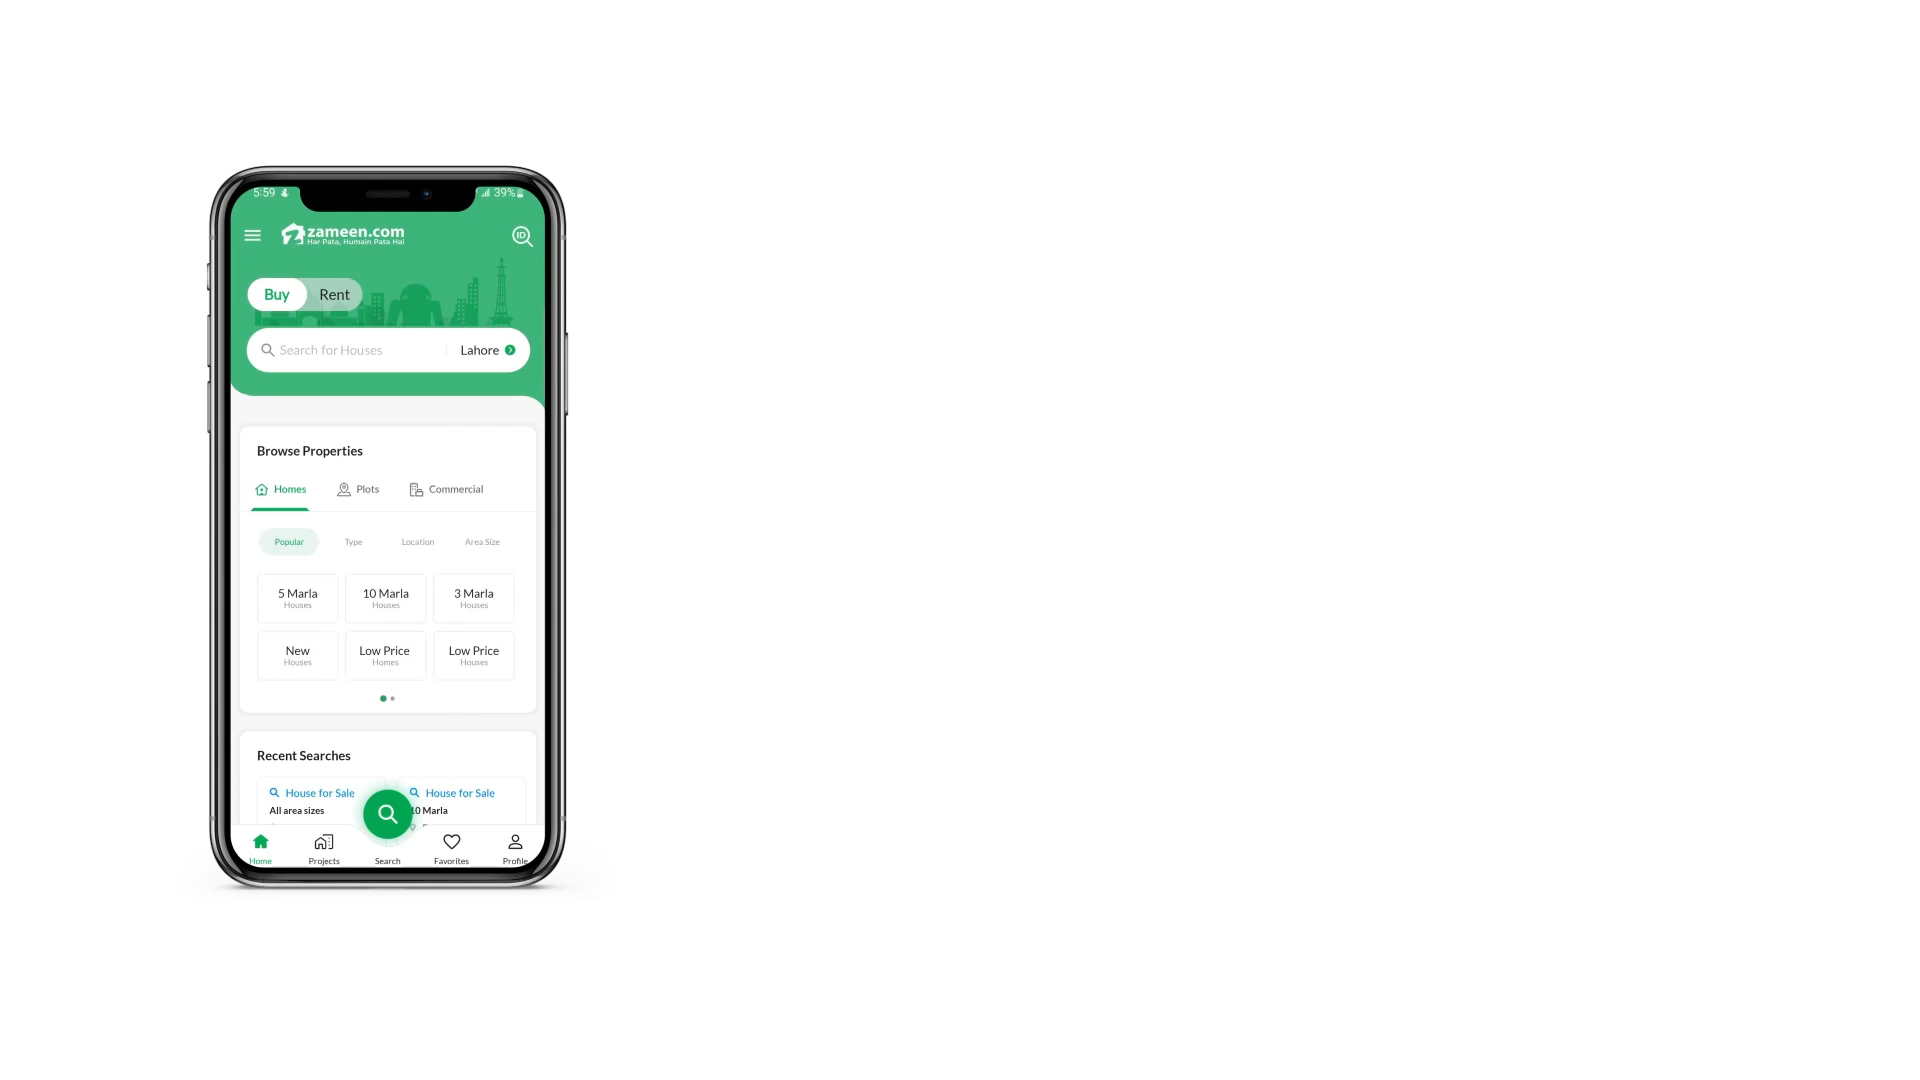 5:59
39%
zameen.com
Har Pata, Humain Pata Hai
ID
Buy Rent
Search for Houses
Lahore
Browse Properties
Homes Plots Commercial
Popular Type Location Area Size
5 Marla 10 Marla 3 Marla
Houses Houses Houses
New Low Price Low Price
Houses Homes Houses
Recent Searches
House for Sale House for Sale
All area sizes 10 Marla
Home Projects Search Favorites Profile